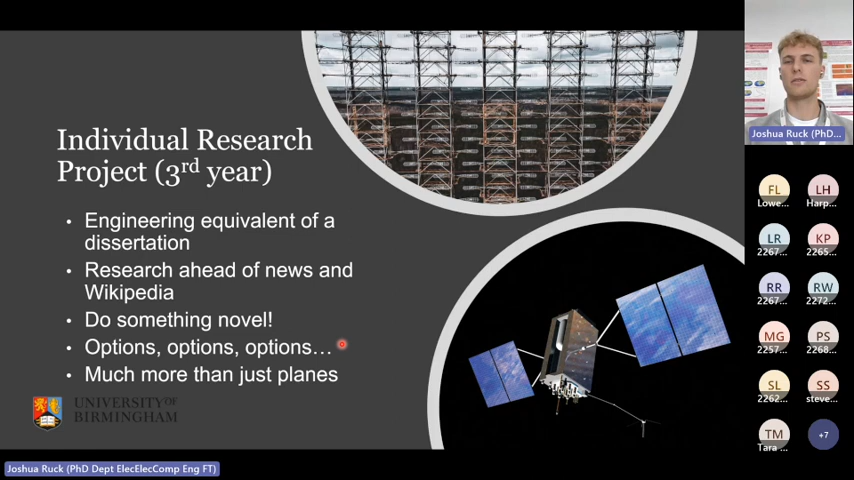 Individual Research
Project (3rd year)
• Engineering equivalent of a
dissertation
• Research ahead of news and
Wikipedia
• Do something novel!
• Options, options, options…
• Much more than just planes
UNIVERSITY OF
BIRMINGHAM
Joshua Ruck (PhD Dept ElecElecComp Eng FT)
Joshua Ruck (PhD...
FL LH
Lowe... Harp...
LR KP
2267... 2265...
RR RW
2267... 2272...
MG PS
2257... 2268...
SL SS
2262... steve...
TM +7
Tara ...